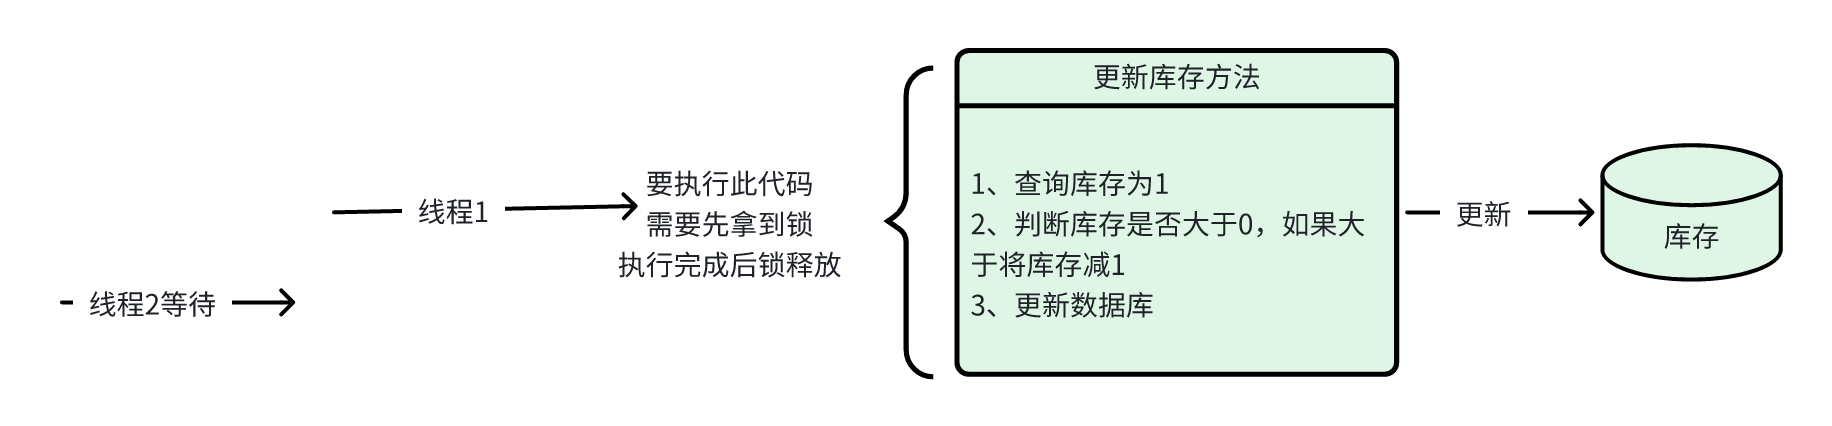 线程2等待
线程1
要执行此代码
需要先拿到锁
执行完成后锁释放
更新库存方法
1、查询库存为1
2、判断库存是否大于0，如果大
于将库存减1
3、更新数据库
更新
库存